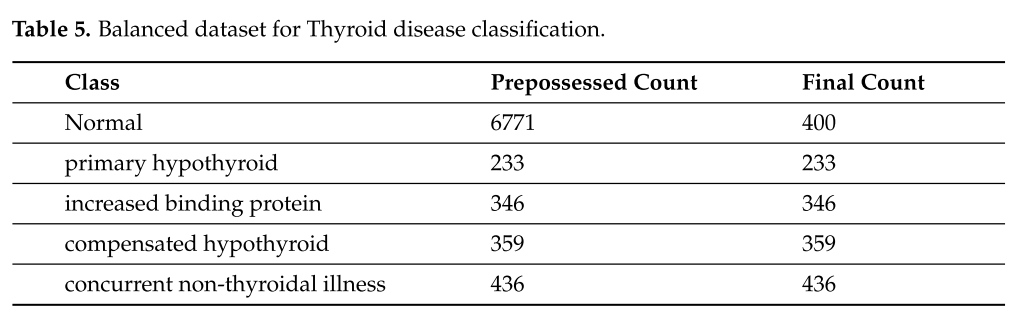 Table 5. Balanced dataset for Thyroid disease classification.
Class Prepossessed Count Final Count
Normal 6771 400
primary hypothyroid 233 233
increased binding protein 346 346
compensated hypothyroid 359 359
concurrent non-thyroidal illness 436 436